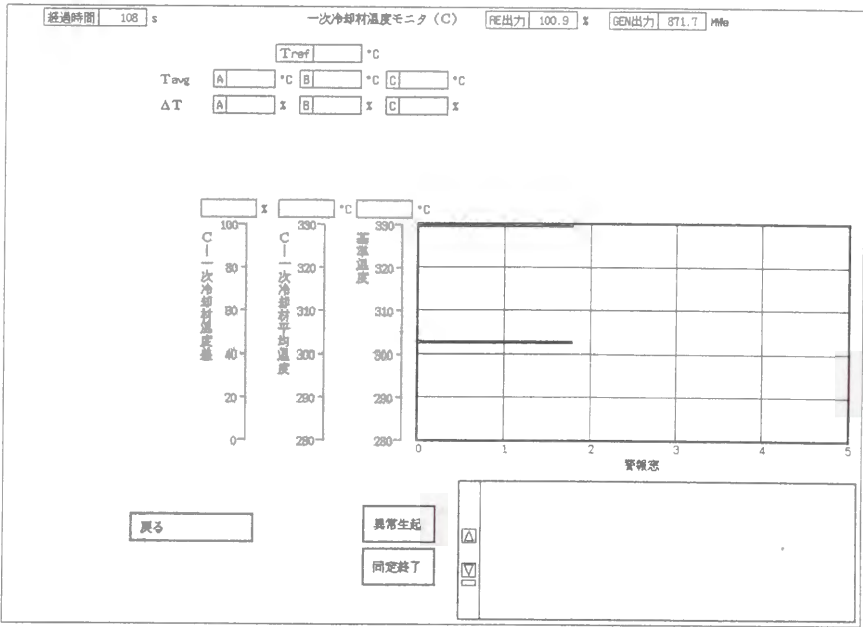 経過時間 108 s 一次冷却材温度モニタ（C） RE出力 100.9 % GEN出力 871.7 MWe
Tref °C
Tavg A °C B °C C °C
ΔT A % B % C %
% °C °C
C一次冷却材温度差
100
80
60
40
20
0
C一次冷却材平均温度
330
320
310
300
290
280
基準温度
330
320
310
300
290
280
0 1 2 3 4 5
警報窓
戻る
異常生起
同定終了
△
▽